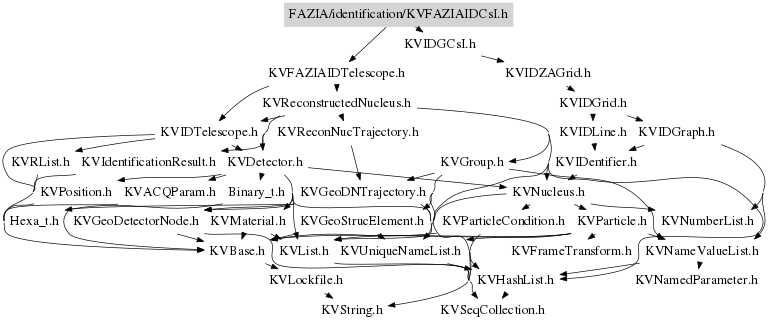 FAZIA/identification/KVFAZIAIDCsI.h
KVIDGCsI.h
KVFAZIAIDTelescope.h
KVIDZAGrid.h
KVReconstructedNucleus.h
KVIDGrid.h
KVIDTelescope.h
KVReconNucTrajectory.h
KVIDLine.h
KVIDGraph.h
KVRList.h
KVIdentificationResult.h
KVDetector.h
KVGroup.h
KVIDentifier.h
KVPosition.h
KVACQParam.h
Binary_t.h
KVGeoDNTrajectory.h
KVNucleus.h
Hexa_t.h
KVGeoDetectorNode.h
KVMaterial.h
KVGeoStrucElement.h
KVParticleCondition.h
KVParticle.h
KVNumberList.h
KVBase.h
KVList.h
KVUniqueNameList.h
KVFrameTransform.h
KVNameValueList.h
KVLockfile.h
KVHashList.h
KVNamedParameter.h
KVString.h
KVSeqCollection.h